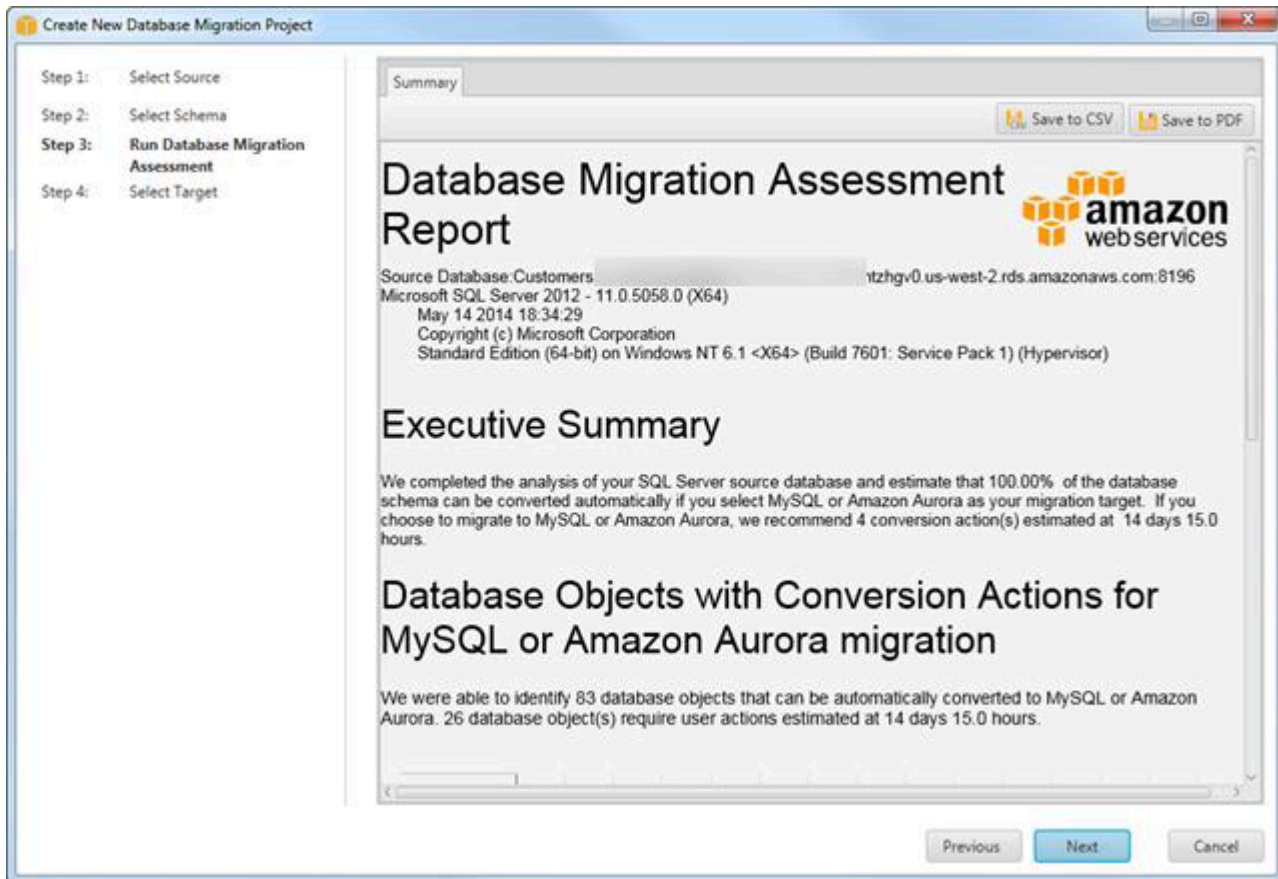 Create New Database Migration Project
Step 1: Select Source
Step 2: Select Schema
Step 3: Run Database Migration
Assessment
Step 4: Select Target
Summary
Save to CSV Save to PDF
Database Migration Assessment
Report
amazon
webservices
Source Database:Customers ntzhgv0.us-west-2.rds.amazonaws.com:8196
Microsoft SQL Server 2012 - 11.0.5058.0 (X64)
May 14 2014 18:34:29
Copyright (c) Microsoft Corporation
Standard Edition (64-bit) on Windows NT 6.1 <X64> (Build 7601: Service Pack 1) (Hypervisor)
Executive Summary
We completed the analysis of your SQL Server source database and estimate that 100.00% of the database
schema can be converted automatically if you select MySQL or Amazon Aurora as your migration target. If you
choose to migrate to MySQL or Amazon Aurora, we recommend 4 conversion action(s) estimated at 14 days 15.0
hours.
Database Objects with Conversion Actions for
MySQL or Amazon Aurora migration
We were able to identify 83 database objects that can be automatically converted to MySQL or Amazon
Aurora. 26 database object(s) require user actions estimated at 14 days 15.0 hours.
Previous Next Cancel